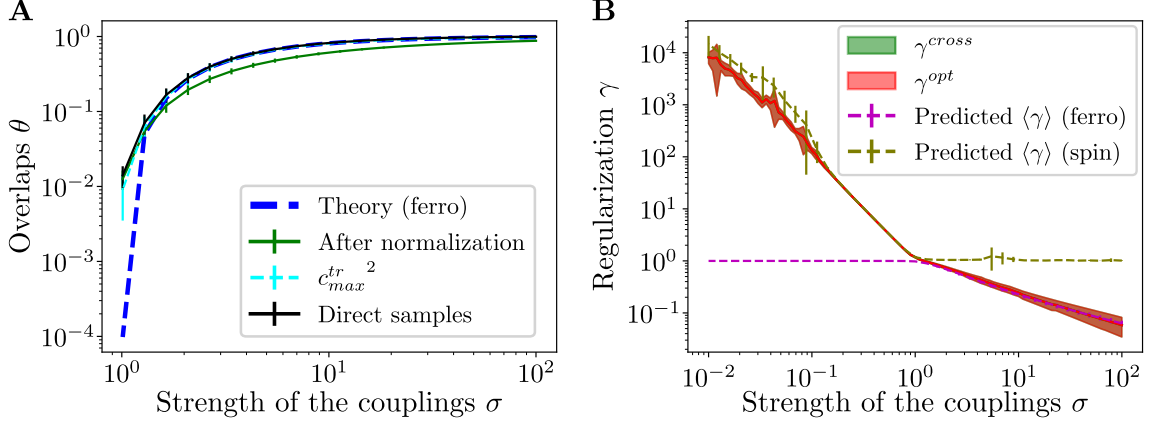 A
Overlaps θ
10^0
10^-1
10^-2
10^-3
10^-4
10^0
10^1
10^2
Strength of the couplings σ
Theory (ferro)
After normalization
c_{max}^{tr} ^2
Direct samples
B
Regularization γ
10^4
10^3
10^2
10^1
10^0
10^-1
10^-2
10^-1
10^0
10^1
10^2
Strength of the couplings σ
γ^{cross}
γ^{opt}
Predicted ⟨γ⟩ (ferro)
Predicted ⟨γ⟩ (spin)